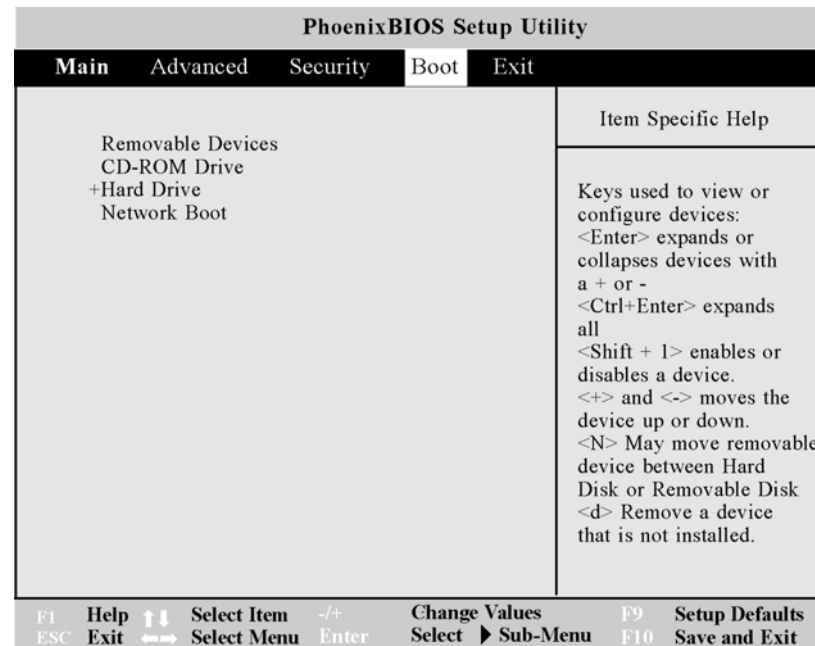 PhoenixBIOS Setup Utility
Main Advanced Security Boot Exit
Removable Devices
CD-ROM Drive
+Hard Drive
Network Boot
Item Specific Help
Keys used to view or
configure devices:
<Enter> expands or
collapses devices with
a + or -
<Ctrl+Enter> expands
all
<Shift + 1> enables or
disables a device.
<+> and <-> moves the
device up or down.
<N> May move removable
device between Hard
Disk or Removable Disk
<d> Remove a device
that is not installed.
F1 Help ↑↓ Select Item -/+ Change Values F9 Setup Defaults
ESC Exit ←→ Select Menu Enter Select ▶ Sub-Menu F10 Save and Exit